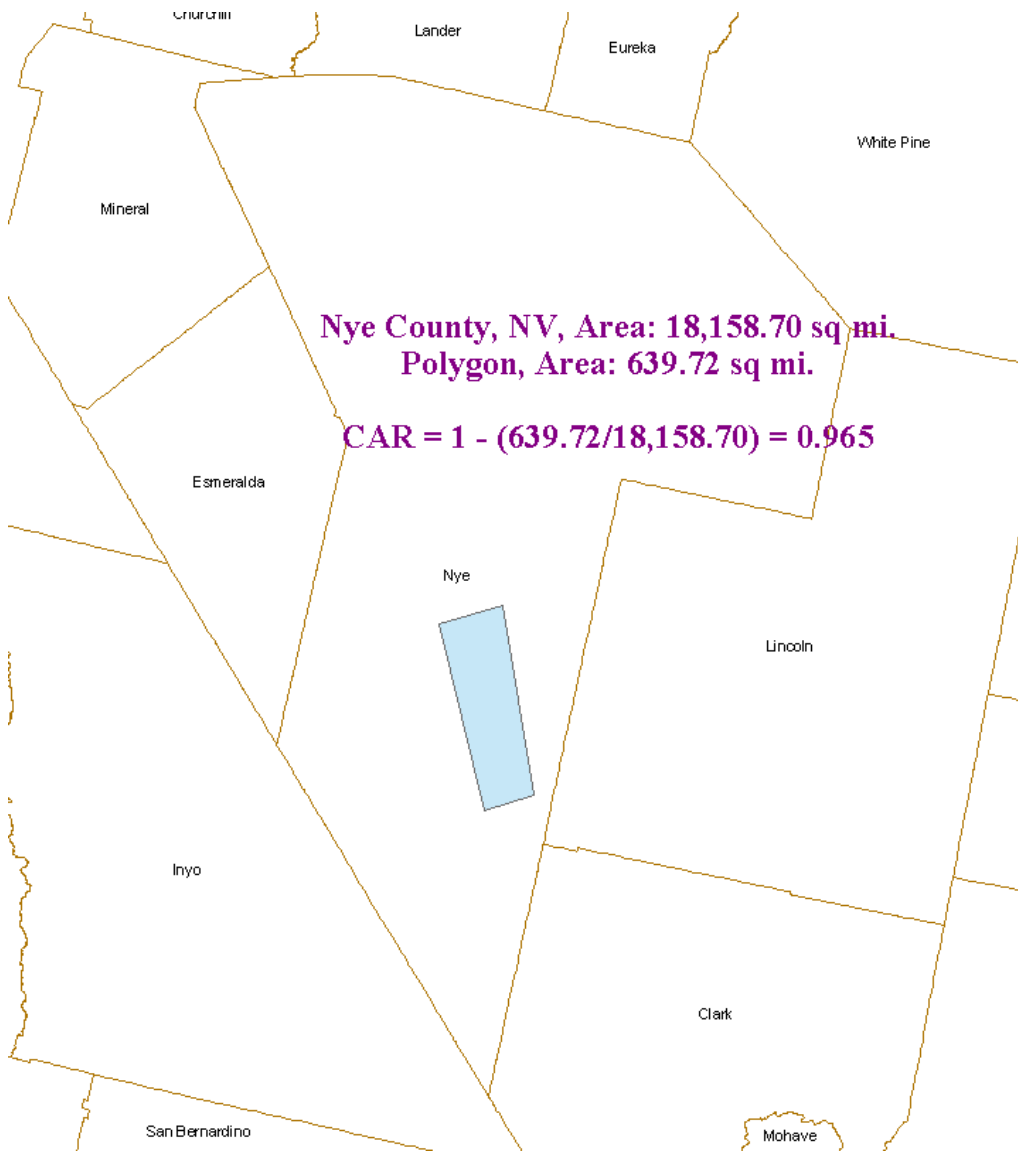 Churchill
Lander
Eureka
White Pine
Mineral
Nye County, NV, Area: 18,158.70 sq mi.
Polygon, Area: 639.72 sq mi.
CAR = 1 - (639.72/18,158.70) = 0.965
Esmeralda
Nye
Lincoln
Inyo
Clark
San Bernardino
Mohave